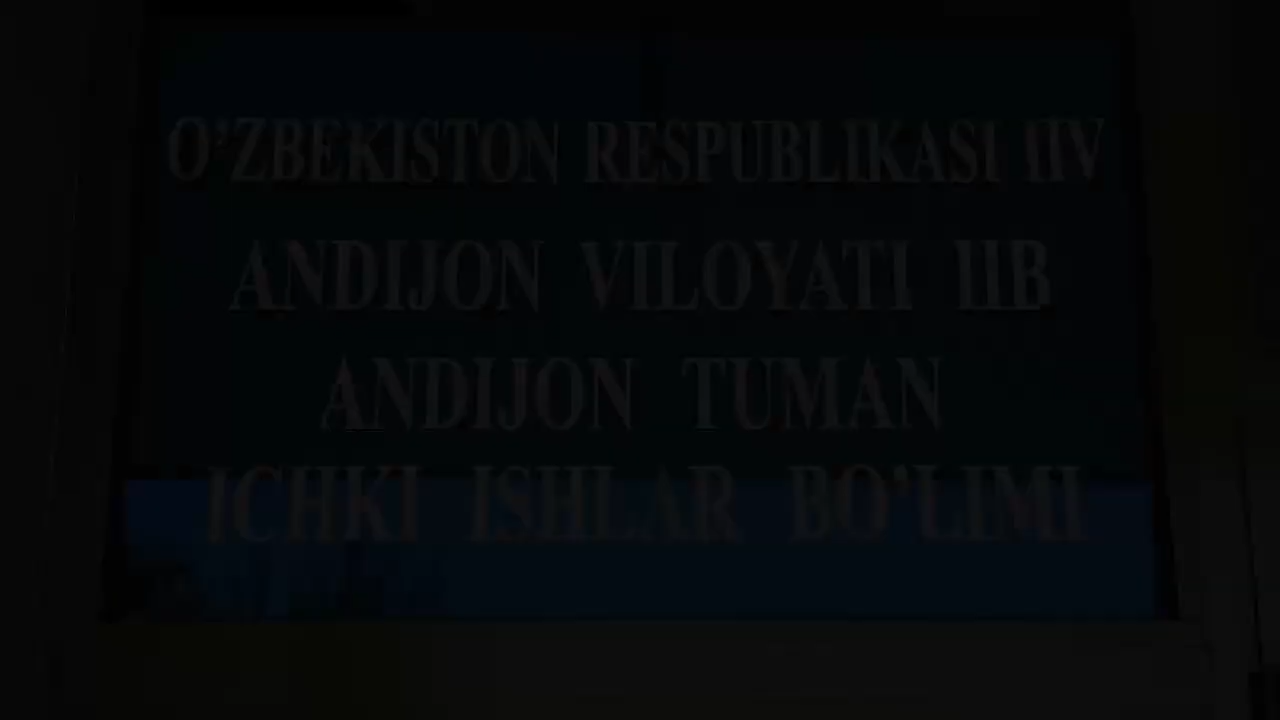 O'ZBEKISTON RESPUBLIKASI IIV
ANDIJON VILOYATI IIB
ANDIJON TUMAN
ICHKI ISHLAR BO'LIMI